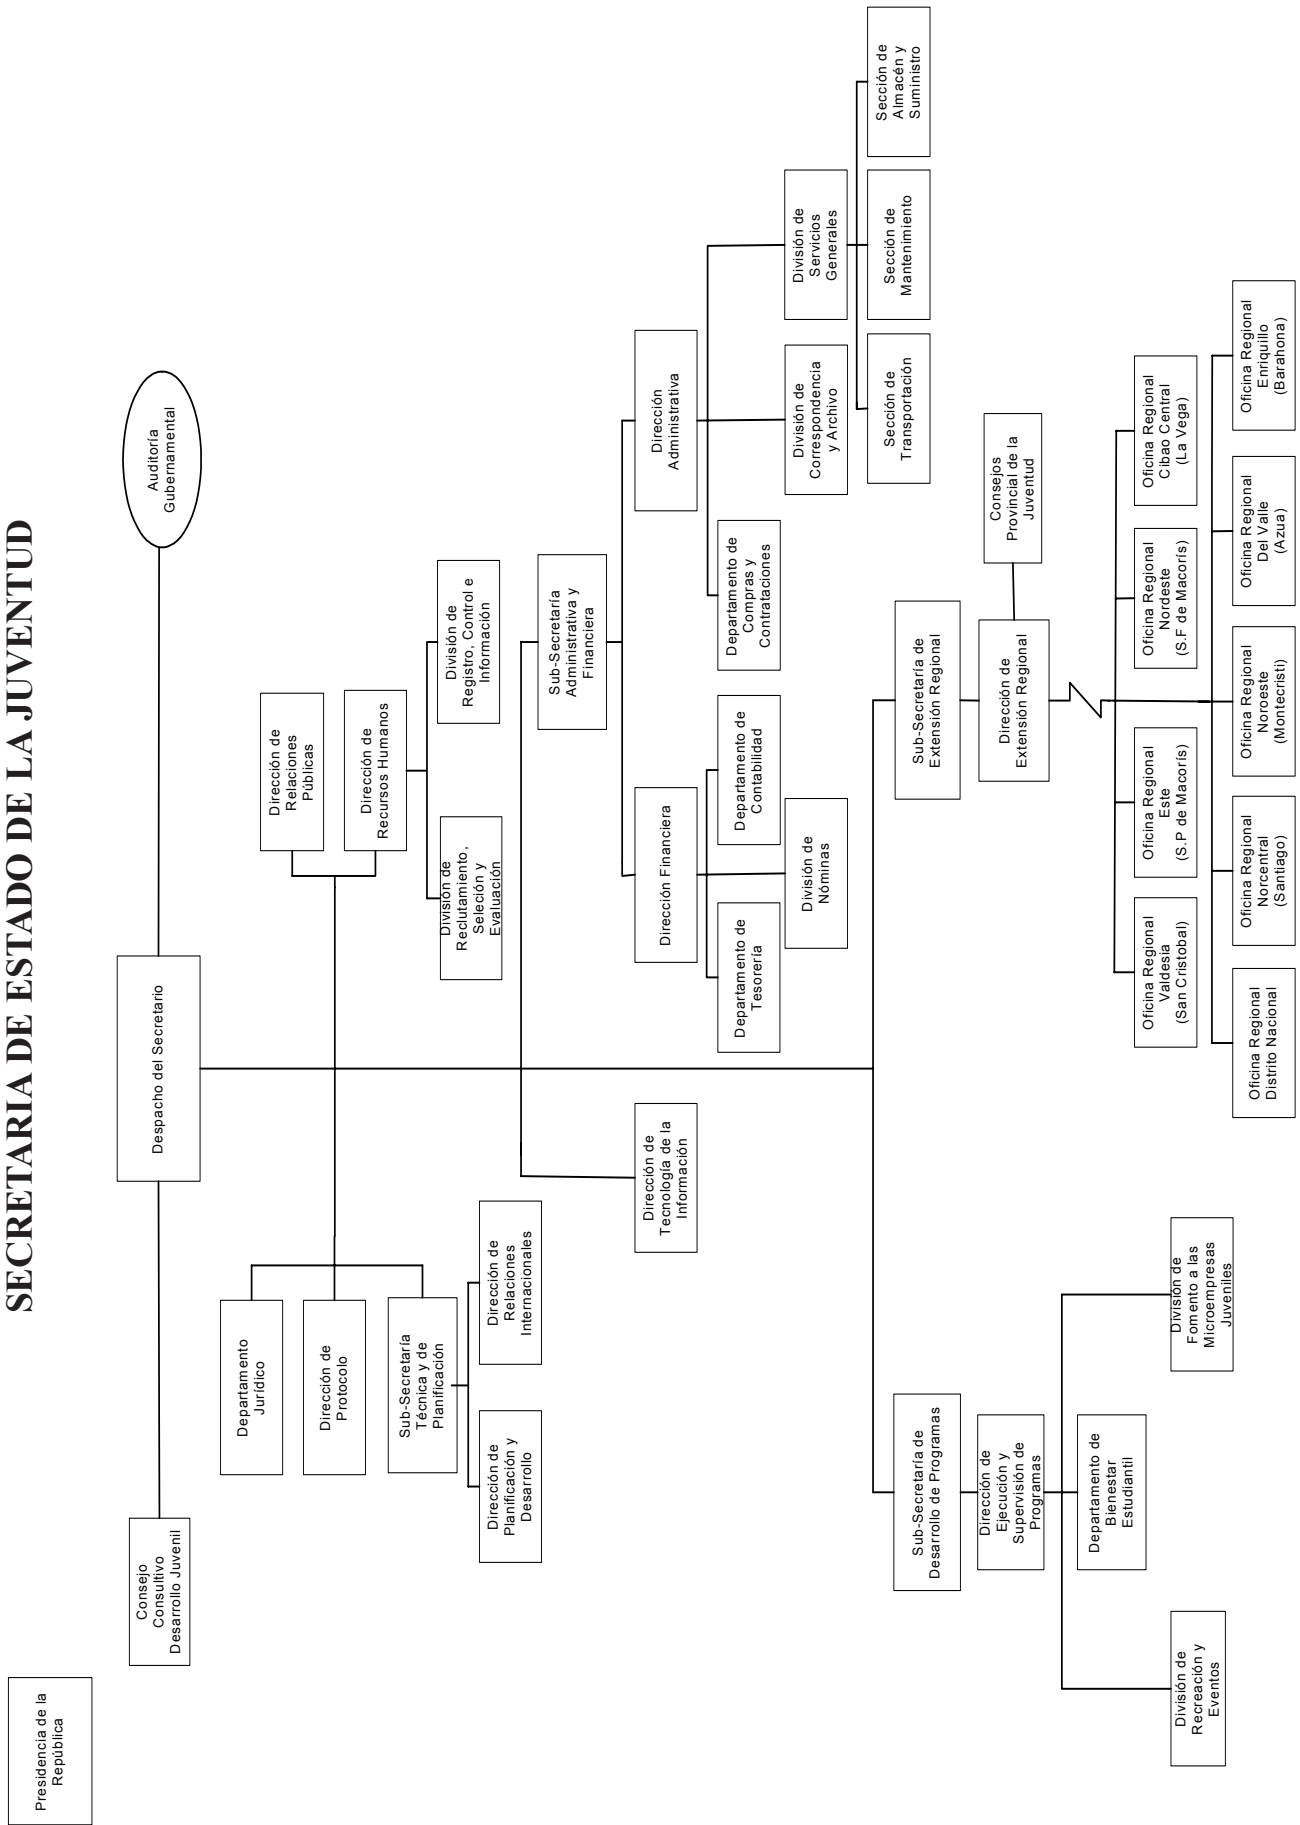 SECRETARIA DE ESTADO DE LA JUVENTUD
Presidencia de la
República
Consejo
Consultivo
Desarrollo Juvenil
Despacho del Secretario
Auditoría
Gubernamental
Departamento
Jurídico
Dirección de
Protocolo
Sub-Secretaría
Técnica y de
Planificación
Dirección de
Planificación y
Desarrollo
Dirección de
Relaciones
Internacionales
Dirección de
Relaciones
Públicas
Dirección de
Recursos Humanos
División de
Reclutamiento,
Seleción y
Evaluación
División de
Registro, Control e
Información
Dirección de
Tecnología de la
Información
Sub-Secretaría
Administrativa y
Financiera
Dirección Financiera
Departamento de
Tesorería
División de
Nóminas
Departamento de
Contabilidad
Dirección
Administrativa
Departamento de
Compras y
Contrataciones
División de
Correspondencia
y Archivo
División de
Servicios
Generales
Sección de
Transportación
Sección de
Mantenimiento
Sección de
Almacén y
Suministro
Sub-Secretaría de
Desarrollo de Programas
Dirección de
Ejecución y
Supervisión de
Programas
División de
Recreación y
Eventos
Departamento de
Bienestar
Estudiantil
División de
Fomento a las
Microempresas
Juveniles
Sub-Secretaría de
Extensión Regional
Dirección de
Extensión Regional
Consejos
Provincial de la
Juventud
Oficina Regional
Valdesia
(San Cristobal)
Oficina Regional
Este
(S.P de Macorís)
Oficina Regional
Nordeste
(S.F de Macorís)
Oficina Regional
Cibao Central
(La Vega)
Oficina Regional
Distrito Nacional
Oficina Regional
Norcentral
(Santiago)
Oficina Regional
Noroeste
(Montecristi)
Oficina Regional
Del Valle
(Azua)
Oficina Regional
Enriquillo
(Barahona)